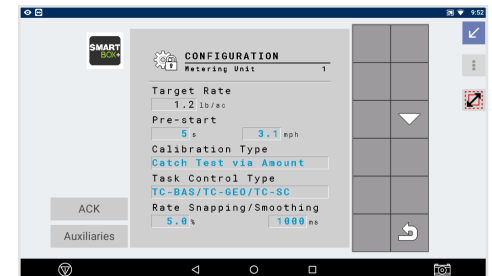 9:52
SMART
BOX+
CONFIGURATION
Metering Unit 1
Target Rate
1.2 lb/ac
Pre-start
5 s 3.1 mph
Calibration Type
Catch Test via Amount
Task Control Type
TC-BAS/TC-GEO/TC-SC
Rate Snapping/Smoothing
5.0 % 1000 ms
ACK
Auxiliaries